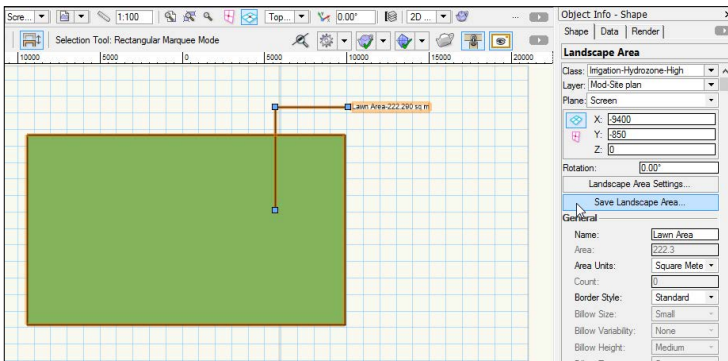 Scre...
1:100
Top...
0.00°
2D ...
...
Selection Tool: Rectangular Marquee Mode
10000
5000
0
5000
10000
15000
20000
Lawn Area-222.290 sq m
Object Info - Shape
Shape
Data
Render
Landscape Area
Class: Irrigation-Hydrozone-High
Layer: Mod-Site plan
Plane: Screen
X: -9400
Y: -850
Z: 0
Rotation: 0.00°
Landscape Area Settings...
Save Landscape Area...
General
Name: Lawn Area
Area: 222.3
Area Units: Square Mete
Count: 0
Border Style: Standard
Billow Size: Small
Billow Variability: None
Billow Height: Medium